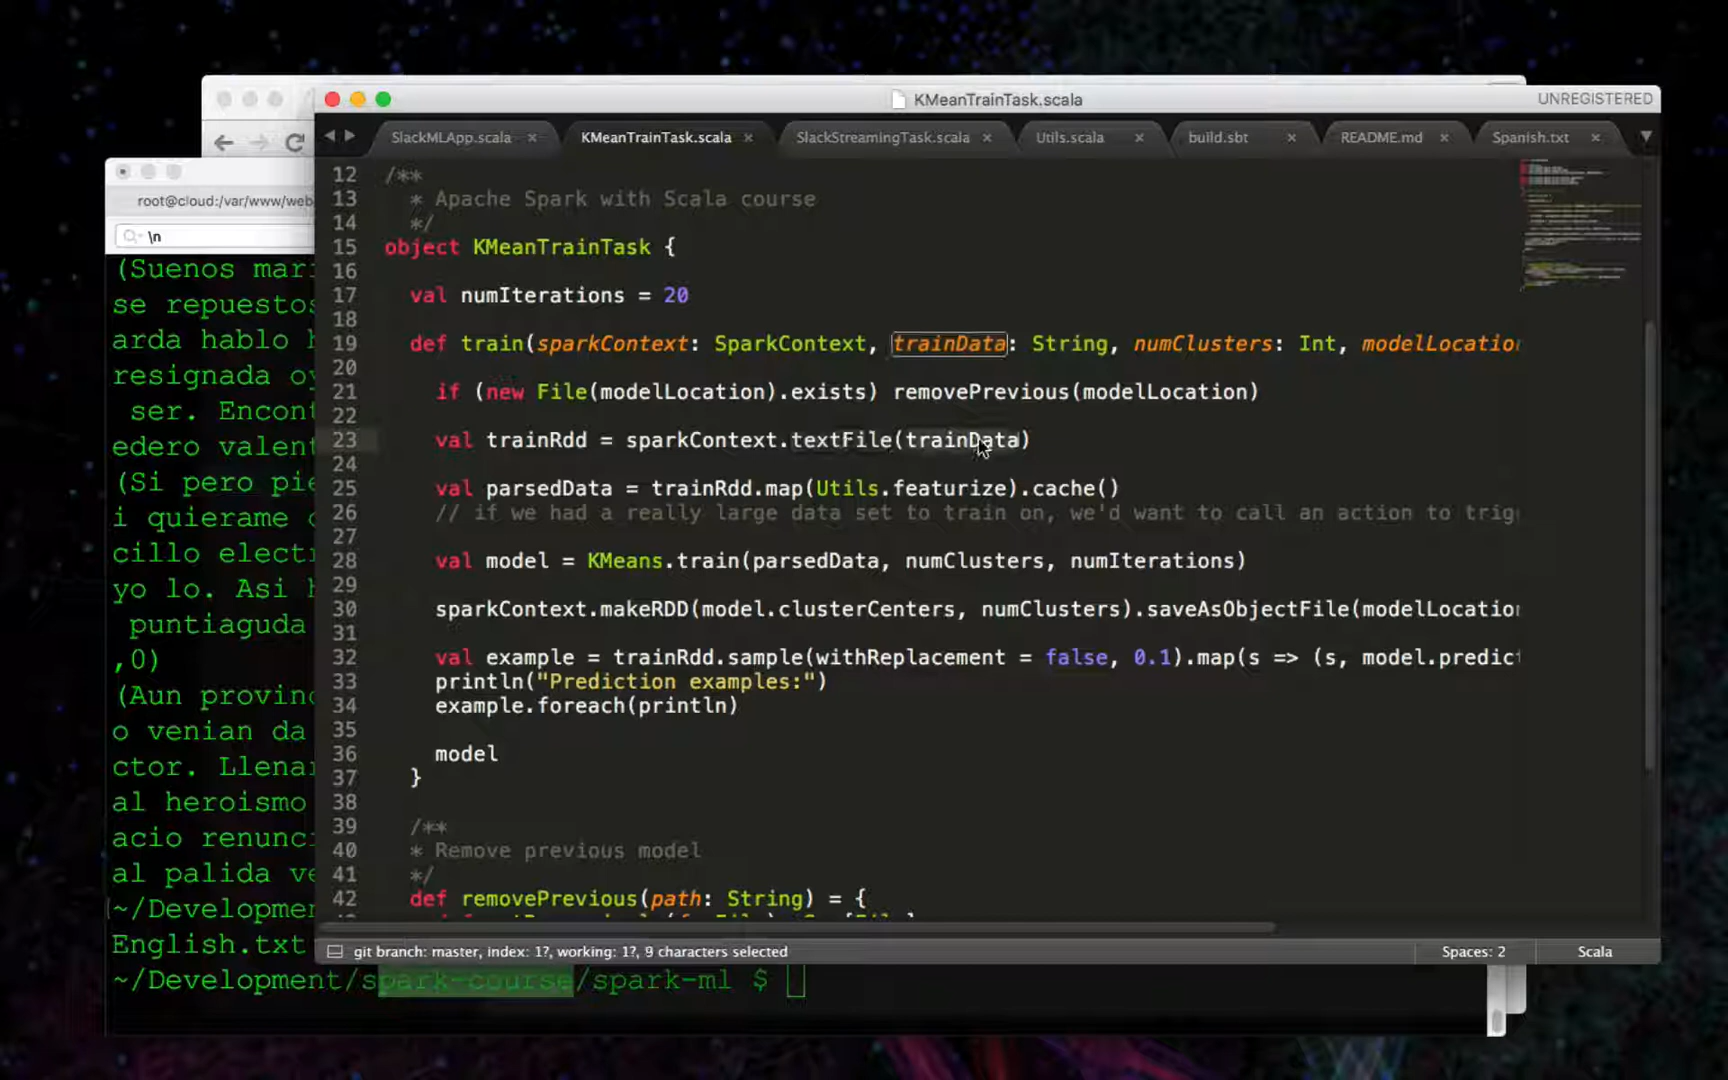 KMeanTrainTask.scala
UNREGISTERED
SlackMLApp.scala
KMeanTrainTask.scala
SlackStreamingTask.scala
Utils.scala
build.sbt
README.md
Spanish.txt
12 /**
13 * Apache Spark with Scala course
14 */
15 object KMeanTrainTask {
16
17 val numIterations = 20
18
19 def train(sparkContext: SparkContext, trainData: String, numClusters: Int, modelLocatio
20
21 if (new File(modelLocation).exists) removePrevious(modelLocation)
22
23 val trainRdd = sparkContext.textFile(trainData)
24
25 val parsedData = trainRdd.map(Utils.featurize).cache()
26 // if we had a really large data set to train on, we'd want to call an action to trig
27
28 val model = KMeans.train(parsedData, numClusters, numIterations)
29
30 sparkContext.makeRDD(model.clusterCenters, numClusters).saveAsObjectFile(modelLocatio
31
32 val example = trainRdd.sample(withReplacement = false, 0.1).map(s => (s, model.predic
33 println("Prediction examples:")
34 example.foreach(println)
35
36 model
37 }
38
39 /**
40 * Remove previous model
41 */
42 def removePrevious(path: String) = {
git branch: master, index: 1?, working: 1?, 9 characters selected
Spaces: 2
Scala
root@cloud:/var/www/web
\n
(Suenos mar
se repuestos
arda hablo
resignada
ser. Encont
edero valen
(Si pero pie
i quierame
cillo elect
yo lo. Asi
puntiaguda
,0)
(Aun provinc
o venian da
ctor. Llena
al heroismo
acio renunc
al palida ve
~/Developmen
English.txt
~/Development/spark-course/spark-ml $